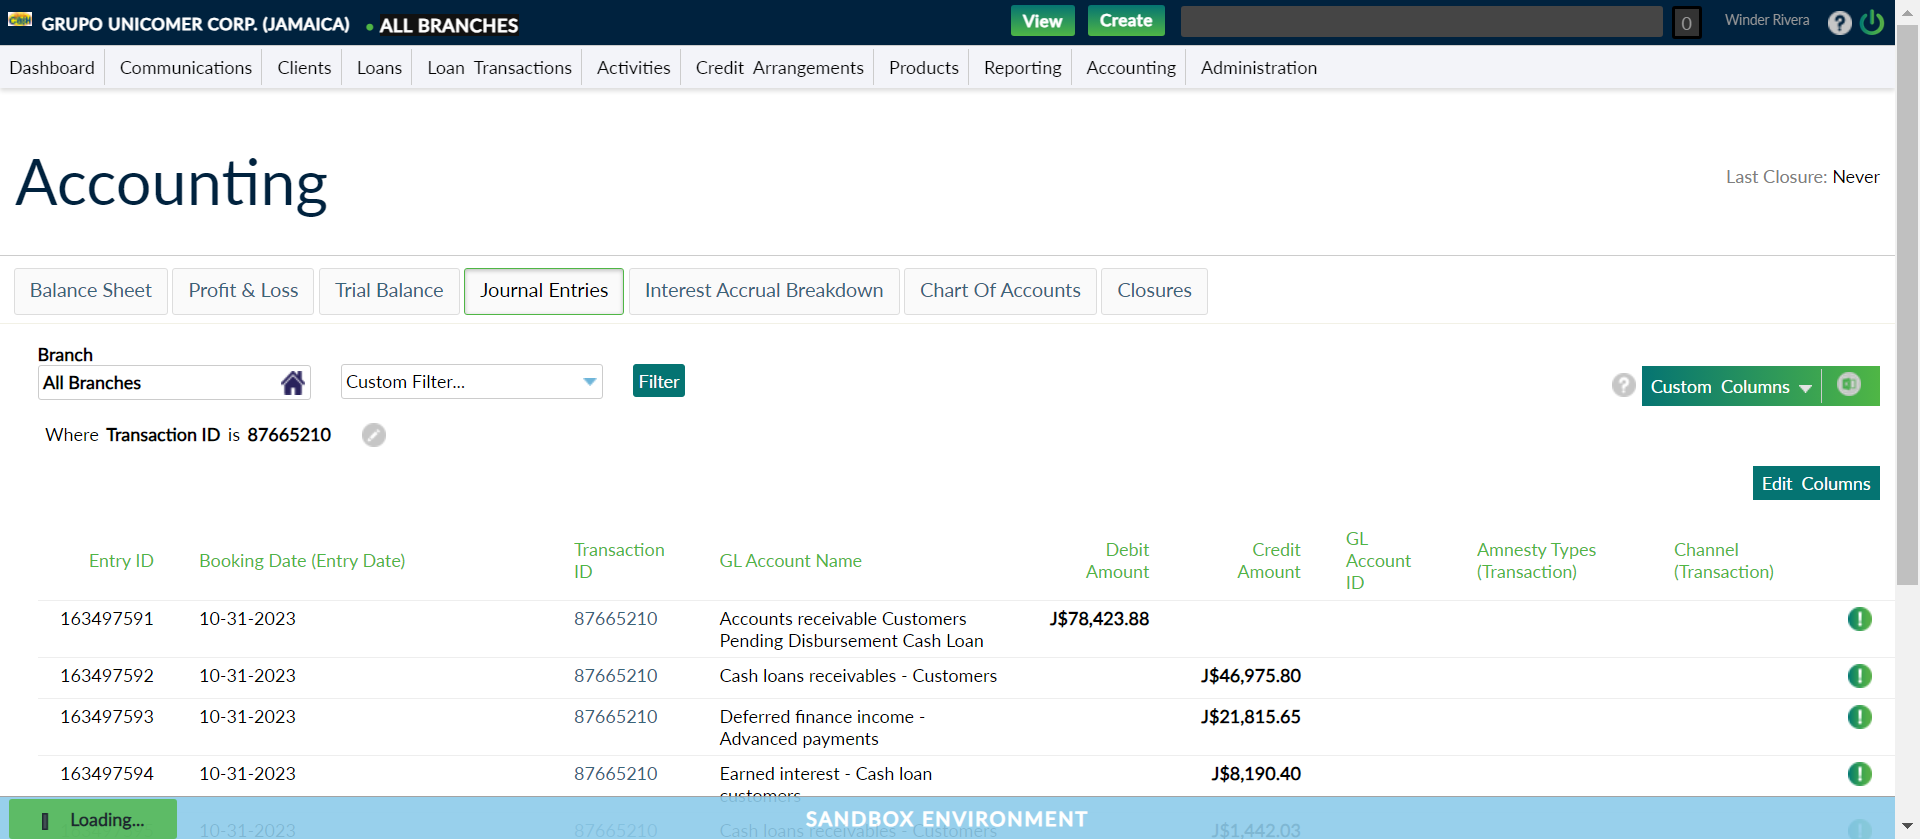 Cash GRUPO UNICOMER CORP. (JAMAICA) • ALL BRANCHES View Create 0 Winder Rivera ?
Dashboard Communications Clients Loans Loan Transactions Activities Credit Arrangements Products Reporting Accounting Administration
Accounting
Last Closure: Never
Balance Sheet Profit & Loss Trial Balance Journal Entries Interest Accrual Breakdown Chart Of Accounts Closures
Branch
All Branches Custom Filter... Filter ? Custom Columns
Where Transaction ID is 87665210
Edit Columns
Entry ID Booking Date (Entry Date) Transaction ID GL Account Name Debit Amount Credit Amount GL Account ID Amnesty Types (Transaction) Channel (Transaction)
163497591 10-31-2023 87665210 Accounts receivable Customers J$78,423.88
Pending Disbursement Cash Loan
163497592 10-31-2023 87665210 Cash loans receivables - Customers J$46,975.80
163497593 10-31-2023 87665210 Deferred finance income - J$21,815.65
Advanced payments
163497594 10-31-2023 87665210 Earned interest - Cash loan J$8,190.40
customers
Loading... SANDBOX ENVIRONMENT
10-31-2023 87665210 Cash loans receivables - Customers J$1,442.03